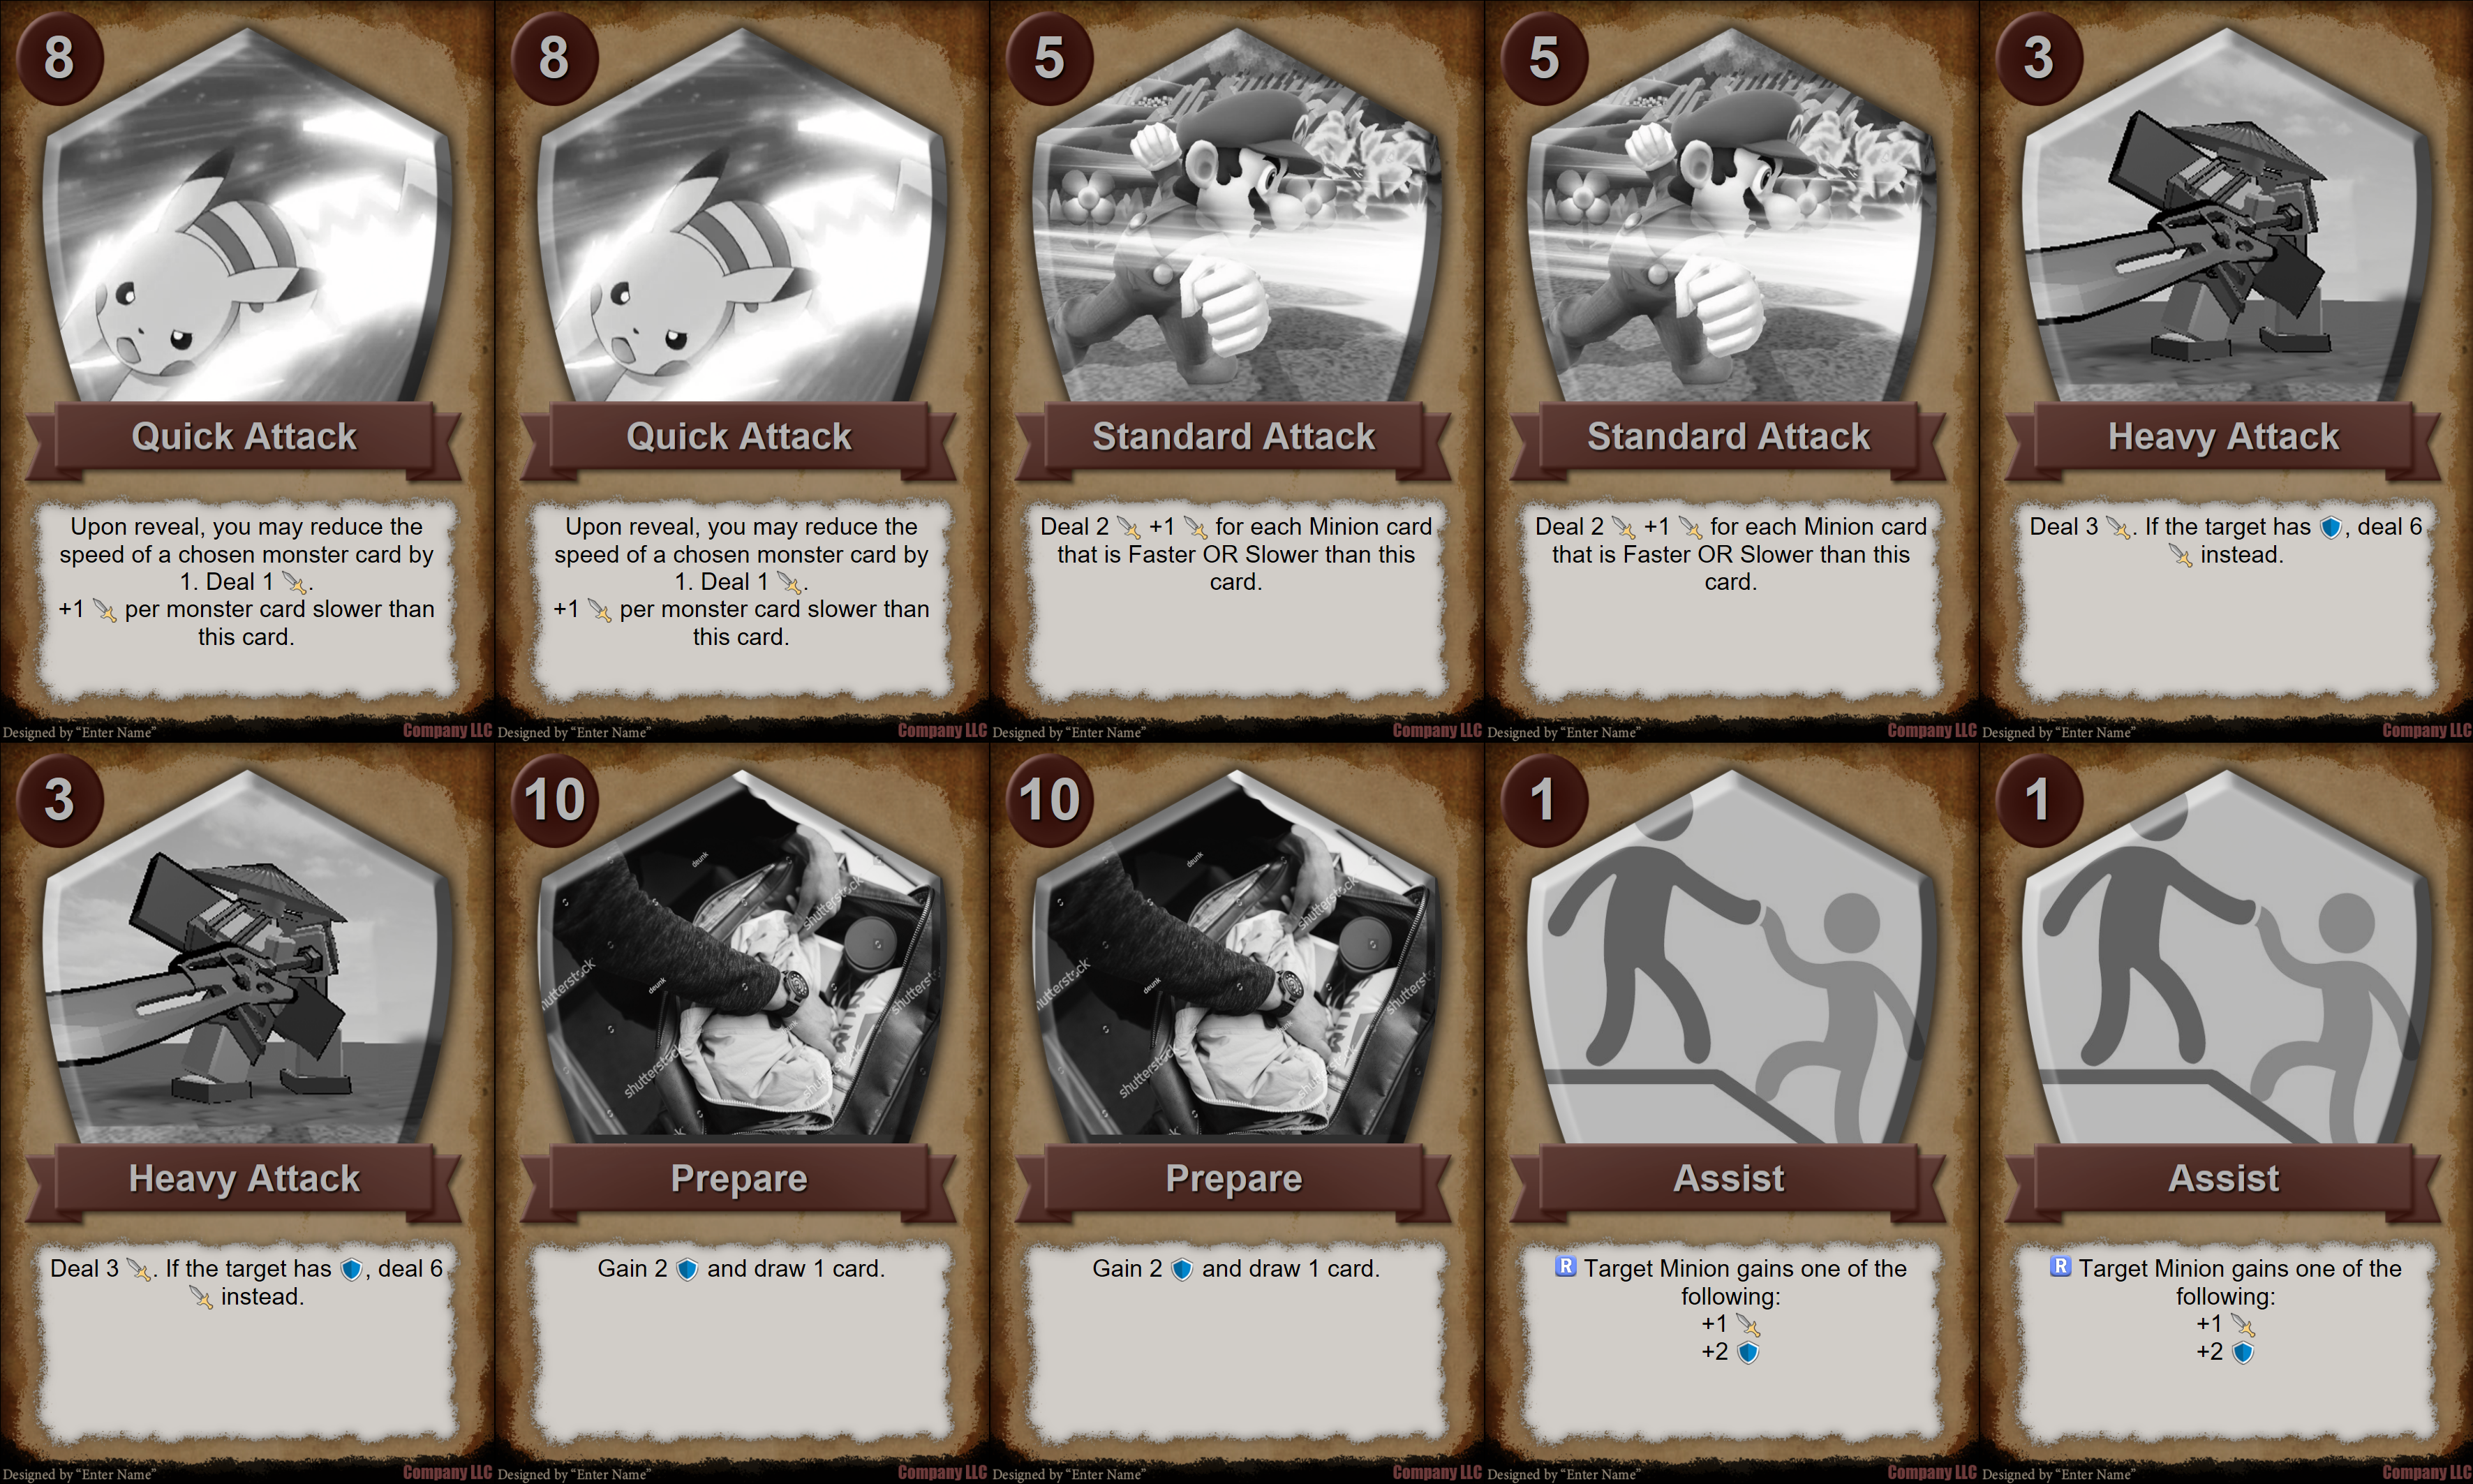 8
Quick Attack
Upon reveal, you may reduce the
speed of a chosen monster card by
1. Deal 1 🗡️.
+1 🗡️ per monster card slower than
this card.
Designed by “Enter Name”
Company LLC
8
Quick Attack
Upon reveal, you may reduce the
speed of a chosen monster card by
1. Deal 1 🗡️.
+1 🗡️ per monster card slower than
this card.
Designed by “Enter Name”
Company LLC
5
Standard Attack
Deal 2 🗡️ +1 🗡️ for each Minion card
that is Faster OR Slower than this
card.
Designed by “Enter Name”
Company LLC
5
Standard Attack
Deal 2 🗡️ +1 🗡️ for each Minion card
that is Faster OR Slower than this
card.
Designed by “Enter Name”
Company LLC
3
Heavy Attack
Deal 3 🗡️. If the target has 🛡️, deal 6
🗡️ instead.
Designed by “Enter Name”
Company LLC
3
Heavy Attack
Deal 3 🗡️. If the target has 🛡️, deal 6
🗡️ instead.
Designed by “Enter Name”
Company LLC
10
deunk
shutterstock
deunk
shutterstock
shutterstock
Prepare
Gain 2 🛡️ and draw 1 card.
Designed by “Enter Name”
Company LLC
10
deunk
shutterstock
deunk
shutterstock
shutterstock
Prepare
Gain 2 🛡️ and draw 1 card.
Designed by “Enter Name”
Company LLC
1
Assist
R Target Minion gains one of the
following:
+1 🗡️
+2 🛡️
Designed by “Enter Name”
Company LLC
1
Assist
R Target Minion gains one of the
following:
+1 🗡️
+2 🛡️
Designed by “Enter Name”
Company LLC